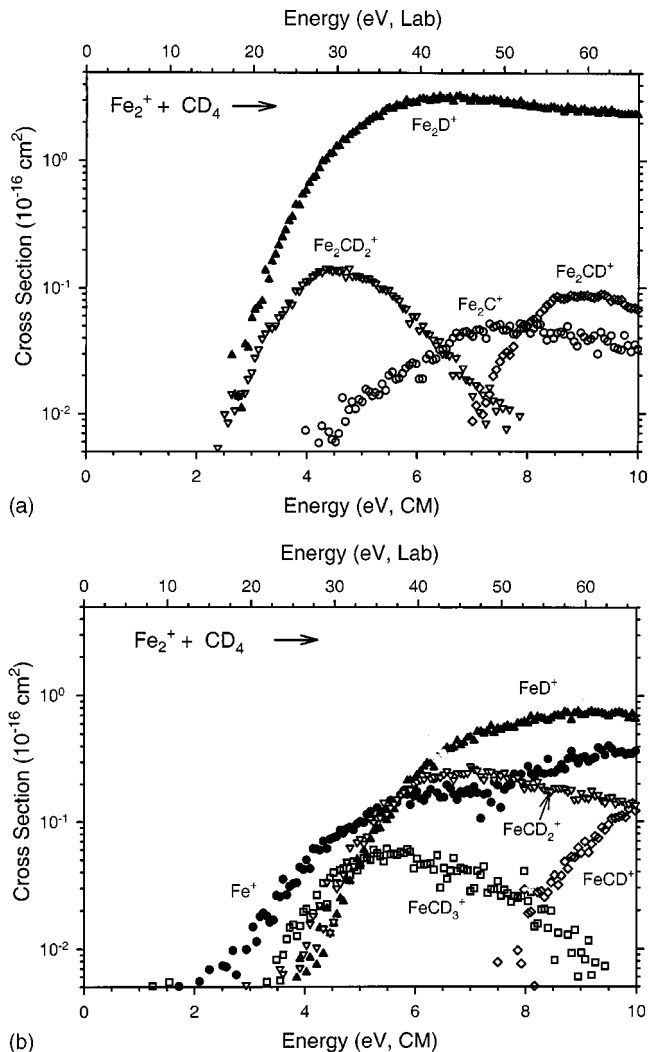 Energy (eV, Lab)
0 10 20 30 40 50 60
Fe₂⁺ + CD₄ →
Fe₂D⁺
Fe₂CD₂⁺
Fe₂CD⁺
Fe₂C⁺
Cross Section (10⁻¹⁶ cm²)
10⁰
10⁻¹
10⁻²
0 2 4 6 8 10
Energy (eV, CM)
(a)
Energy (eV, Lab)
0 10 20 30 40 50 60
Fe₂⁺ + CD₄ →
FeD⁺
FeCD₂⁺
Fe⁺
FeCD₃⁺
FeCD⁺
Cross Section (10⁻¹⁶ cm²)
10⁰
10⁻¹
10⁻²
0 2 4 6 8 10
Energy (eV, CM)
(b)